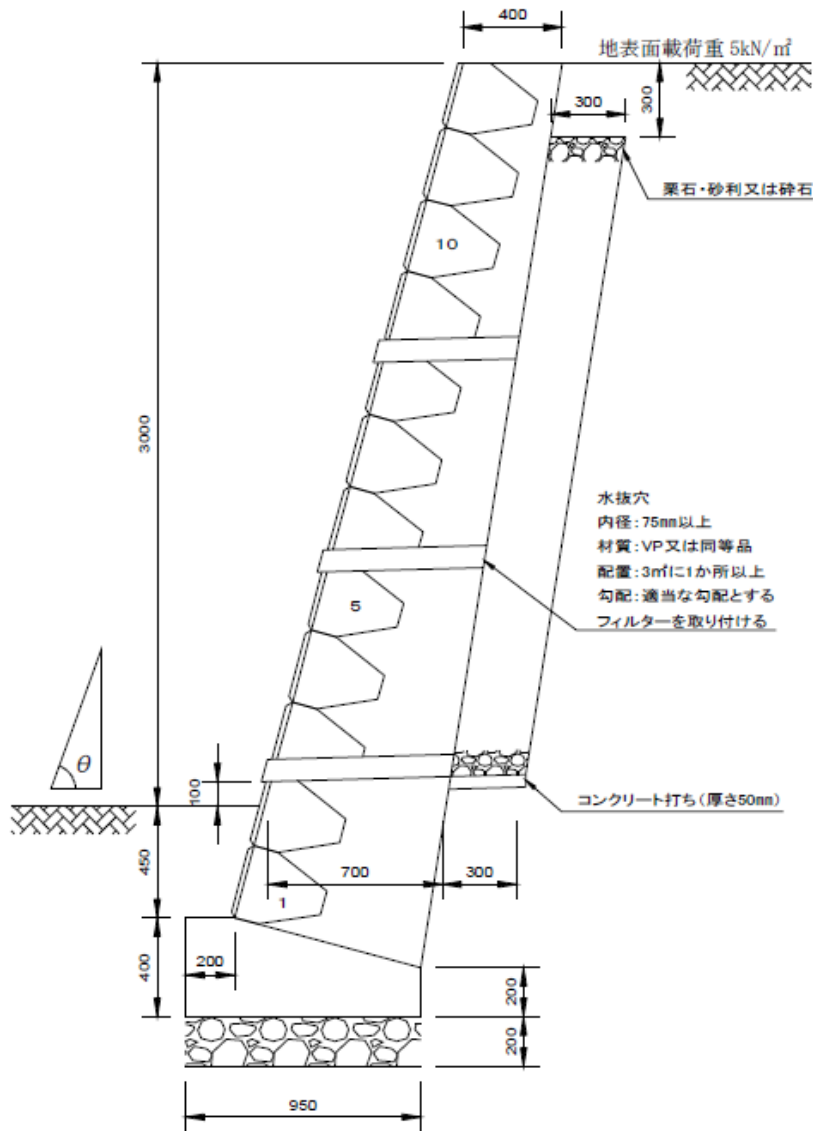 400
地表面載荷重 5kN/㎡
300
300
栗石・砂利又は砕石
10
3000
水抜穴
内径：75mm以上
材質：VP又は同等品
配置：3㎡に1か所以上
勾配：適当な勾配とする
フィルターを取り付ける
5
θ
100
コンクリート打ち（厚さ50mm）
450
700
300
1
400
200
200
200
950